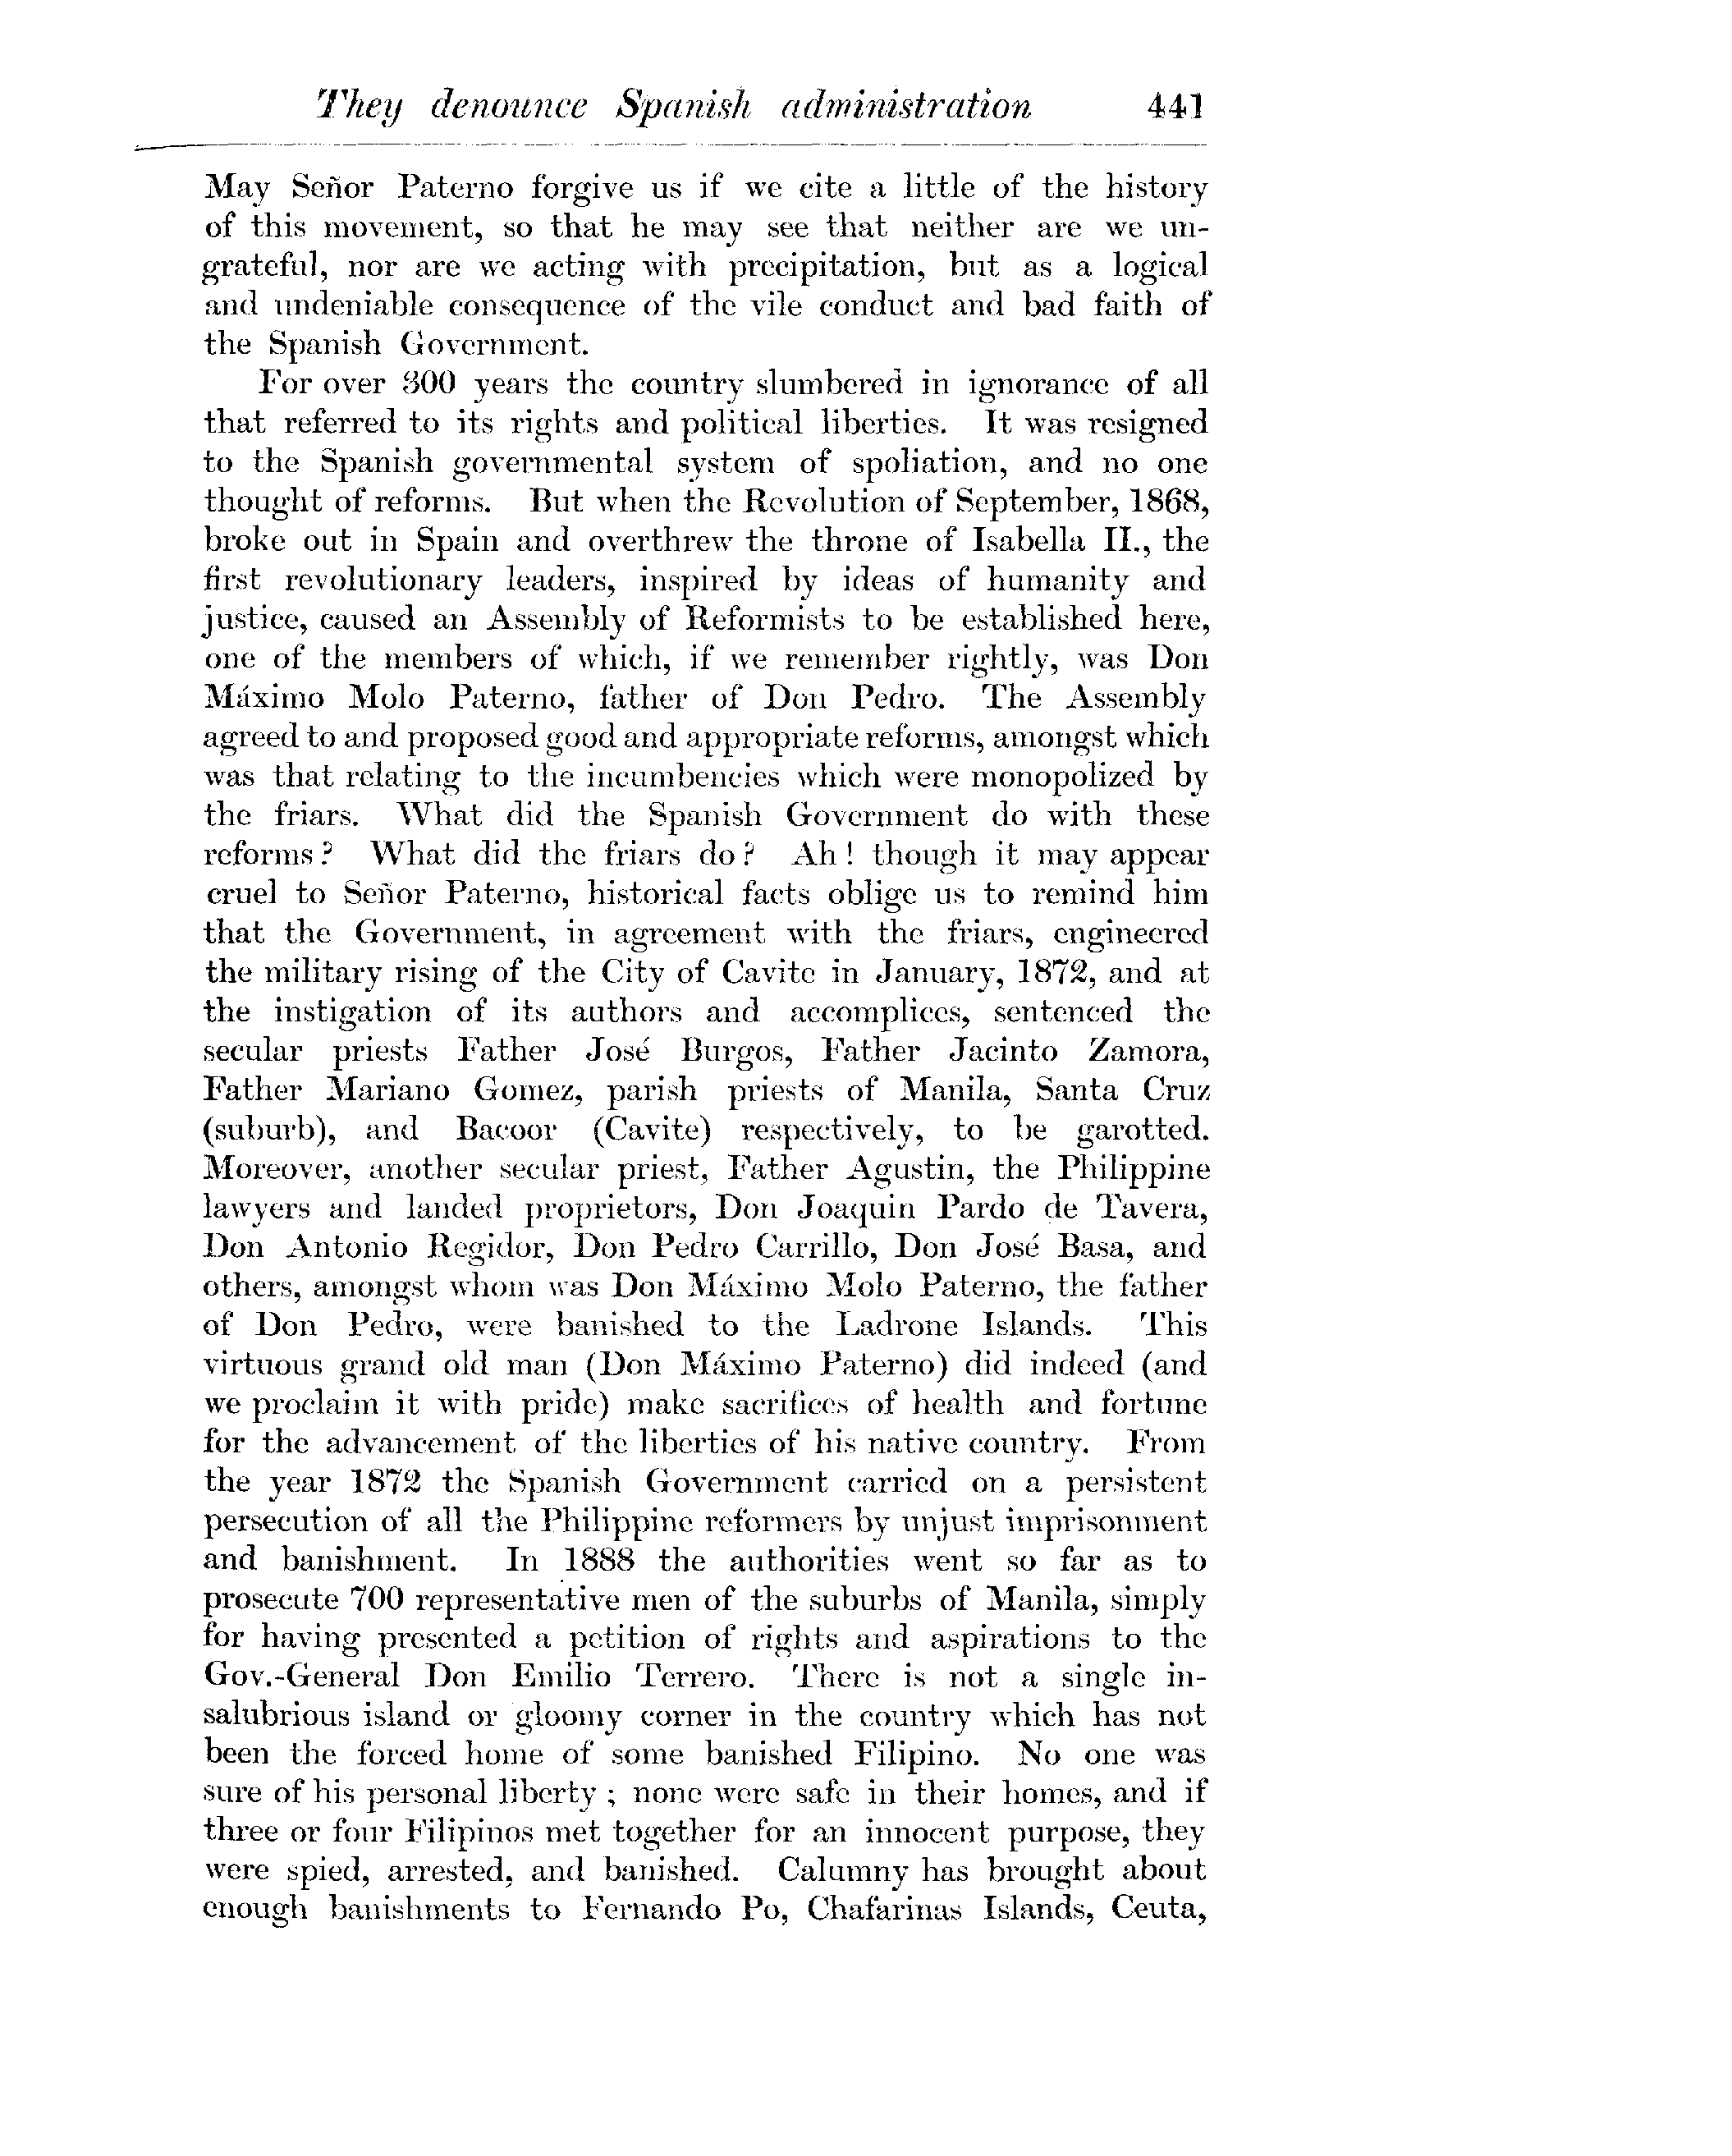 They denounce Spanish administration 441
May Señor Paterno forgive us if we cite a little of the history
of this movement, so that he may see that neither are we un-
grateful, nor are we acting with precipitation, but as a logical
and undeniable consequence of the vile conduct and bad faith of
the Spanish Government.
For over 300 years the country slumbered in ignorance of all
that referred to its rights and political liberties. It was resigned
to the Spanish governmental system of spoliation, and no one
thought of reforms. But when the Revolution of September, 1868,
broke out in Spain and overthrew the throne of Isabella II., the
first revolutionary leaders, inspired by ideas of humanity and
justice, caused an Assembly of Reformists to be established here,
one of the members of which, if we remember rightly, was Don
Máximo Molo Paterno, father of Don Pedro. The Assembly
agreed to and proposed good and appropriate reforms, amongst which
was that relating to the incumbencies which were monopolized by
the friars. What did the Spanish Government do with these
reforms? What did the friars do? Ah! though it may appear
cruel to Señor Paterno, historical facts oblige us to remind him
that the Government, in agreement with the friars, engineered
the military rising of the City of Cavite in January, 1872, and at
the instigation of its authors and accomplices, sentenced the
secular priests Father José Burgos, Father Jacinto Zamora,
Father Mariano Gomez, parish priests of Manila, Santa Cruz
(suburb), and Bacoor (Cavite) respectively, to be garotted.
Moreover, another secular priest, Father Agustin, the Philippine
lawyers and landed proprietors, Don Joaquin Pardo de Tavera,
Don Antonio Regidor, Don Pedro Carrillo, Don José Basa, and
others, amongst whom was Don Máximo Molo Paterno, the father
of Don Pedro, were banished to the Ladrone Islands. This
virtuous grand old man (Don Máximo Paterno) did indeed (and
we proclaim it with pride) make sacrifices of health and fortune
for the advancement of the liberties of his native country. From
the year 1872 the Spanish Government carried on a persistent
persecution of all the Philippine reformers by unjust imprisonment
and banishment. In 1888 the authorities went so far as to
prosecute 700 representative men of the suburbs of Manila, simply
for having presented a petition of rights and aspirations to the
Gov.-General Don Emilio Terrero. There is not a single in-
salubrious island or gloomy corner in the country which has not
been the forced home of some banished Filipino. No one was
sure of his personal liberty ; none were safe in their homes, and if
three or four Filipinos met together for an innocent purpose, they
were spied, arrested, and banished. Calumny has brought about
enough banishments to Fernando Po, Chafarinas Islands, Ceuta,